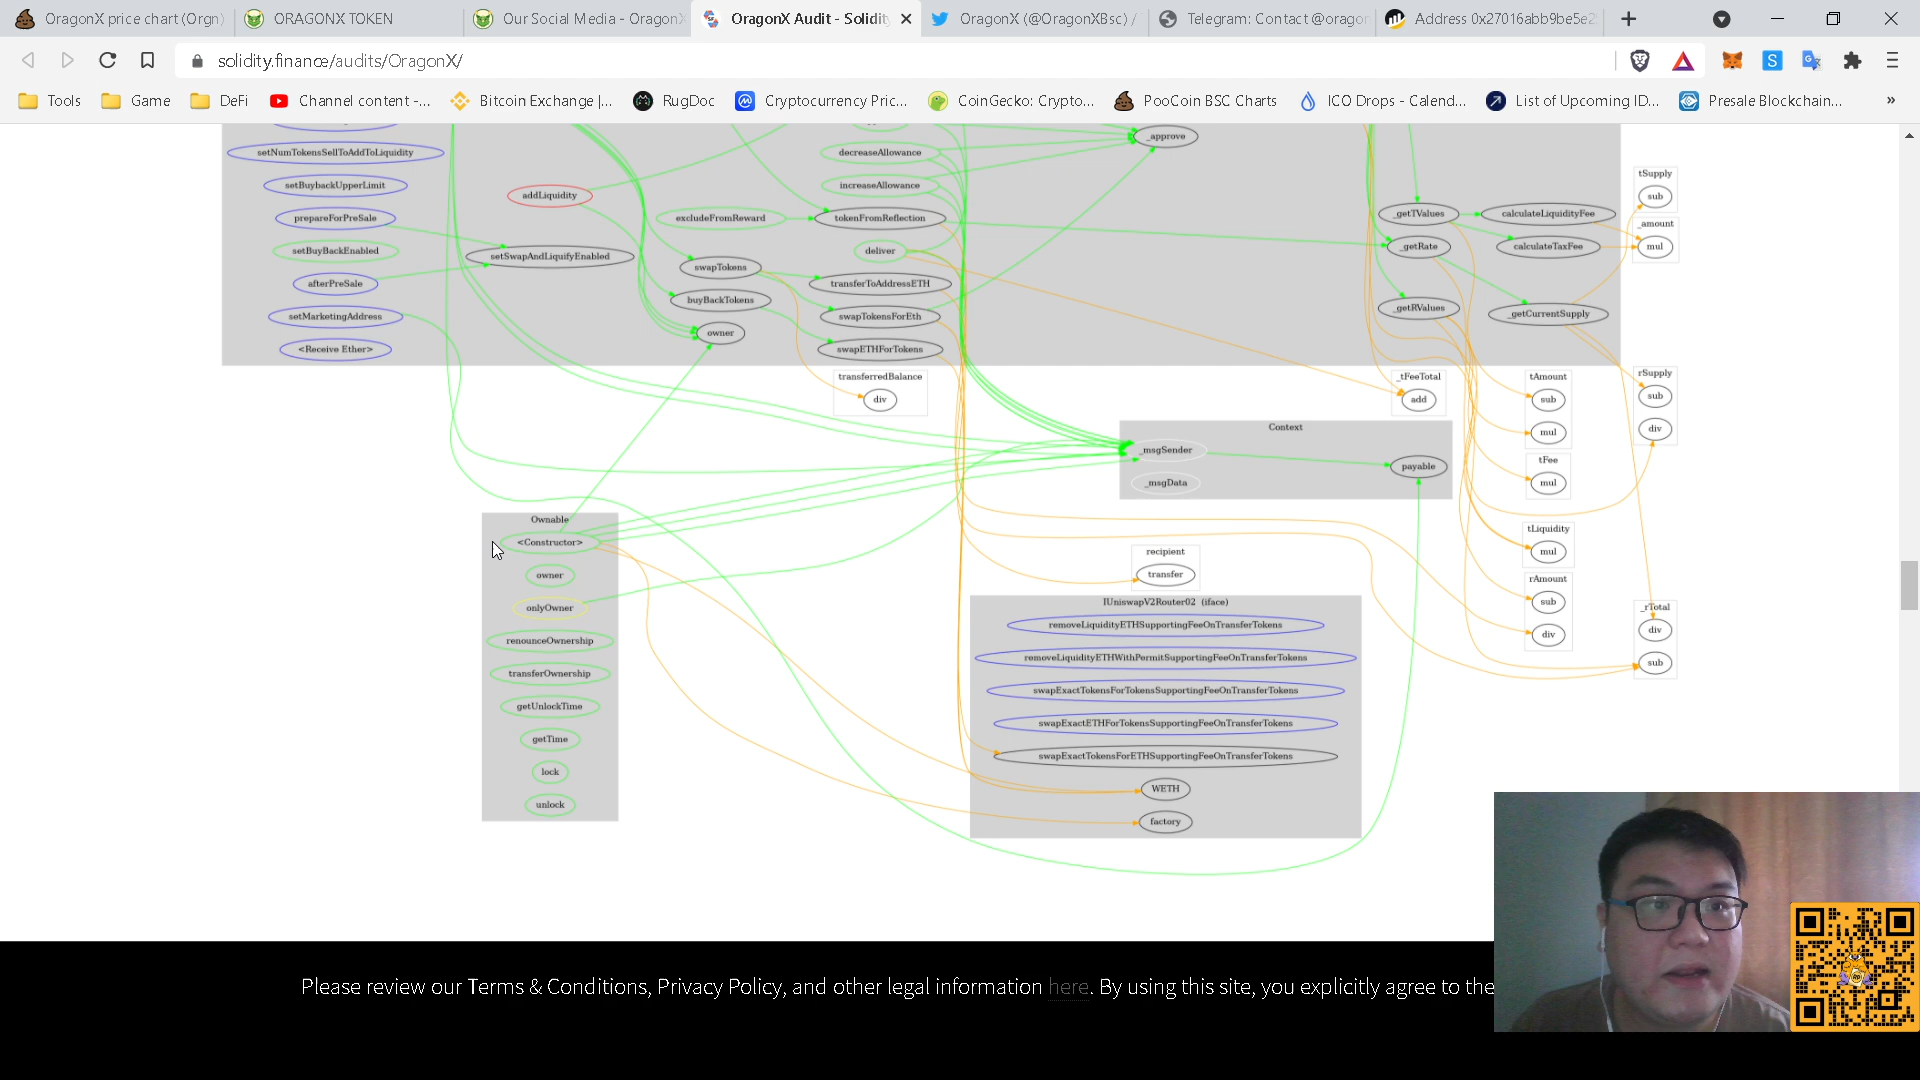 OragonX price chart (Orgn)
ORAGONX TOKEN
Our Social Media - OragonX
OragonX Audit - Solidity
OragonX (@OragonXBsc) /
Telegram: Contact @oragon
Address 0x27016abb9be5e2
solidity.finance/audits/OragonX/
Tools
Game
DeFi
Channel content -...
Bitcoin Exchange |...
RugDoc
Cryptocurrency Pric...
CoinGecko: Crypto...
PooCoin BSC Charts
ICO Drops - Calend...
List of Upcoming ID...
Presale Blockchain...
»
setNumTokensSellToAddToLiquidity
setBuybackUpperLimit
prepareForPreSale
setBuyBackEnabled
afterPreSale
setMarketingAddress
<Receive Ether>
addLiquidity
setSwapAndLiquifyEnabled
excludeFromReward
swapTokens
buyBackTokens
owner
decreaseAllowance
increaseAllowance
tokenFromReflection
deliver
transferToAddressETH
swapTokensForEth
swapETHForTokens
_approve
_getTValues
_getRate
_getRValues
calculateLiquidityFee
calculateTaxFee
_getCurrentSupply
tSupply
sub
_amount
mul
transferredBalance
div
_tFeeTotal
add
tAmount
sub
mul
rSupply
sub
div
Context
_msgSender
_msgData
payable
tFee
mul
tLiquidity
mul
rAmount
sub
div
_rTotal
div
sub
Ownable
<Constructor>
owner
onlyOwner
renounceOwnership
transferOwnership
getUnlockTime
getTime
lock
unlock
recipient
transfer
IUniswapV2Router02 (iface)
removeLiquidityETHSupportingFeeOnTransferTokens
removeLiquidityETHWithPermitSupportingFeeOnTransferTokens
swapExactTokensForTokensSupportingFeeOnTransferTokens
swapExactETHForTokensSupportingFeeOnTransferTokens
swapExactTokensForETHSupportingFeeOnTransferTokens
WETH
factory
Please review our Terms & Conditions, Privacy Policy, and other legal information here. By using this site, you explicitly agree to the